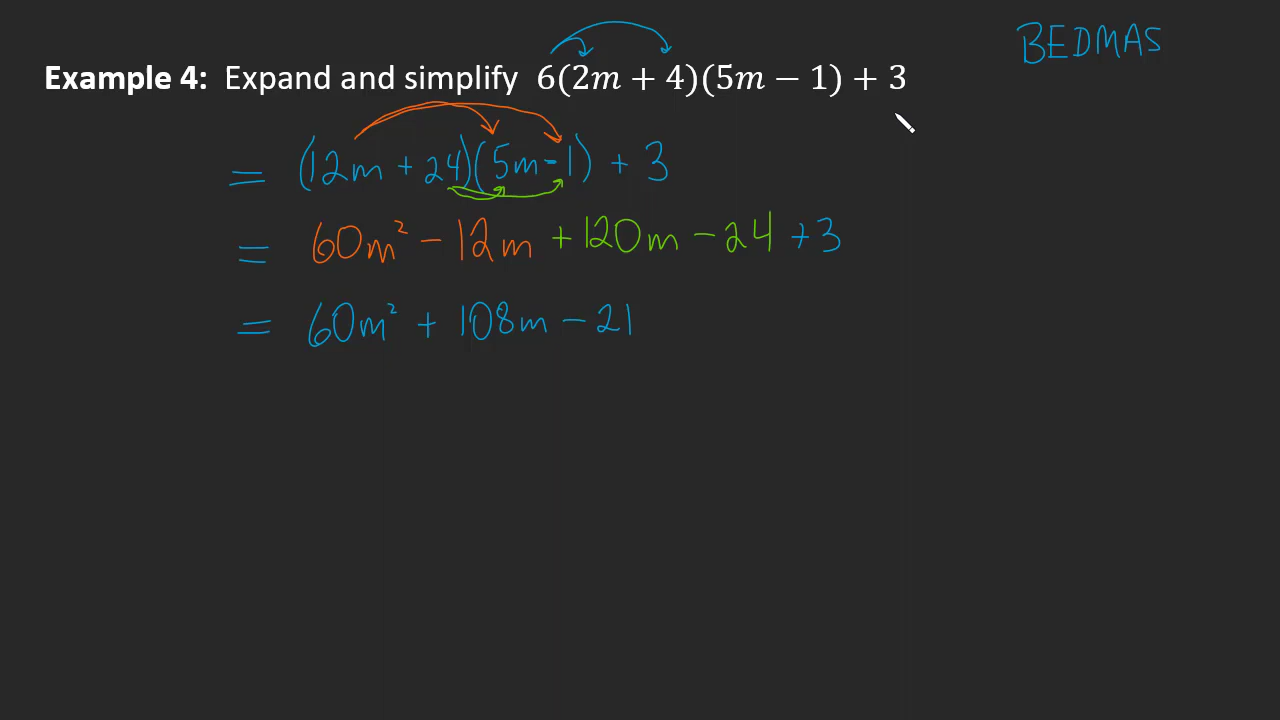 BEDMAS
Example 4: Expand and simplify 6(2m + 4)(5m − 1) + 3
= (12m + 24)(5m - 1) + 3
= 60m² - 12m + 120m - 24 + 3
= 60m² + 108m - 21